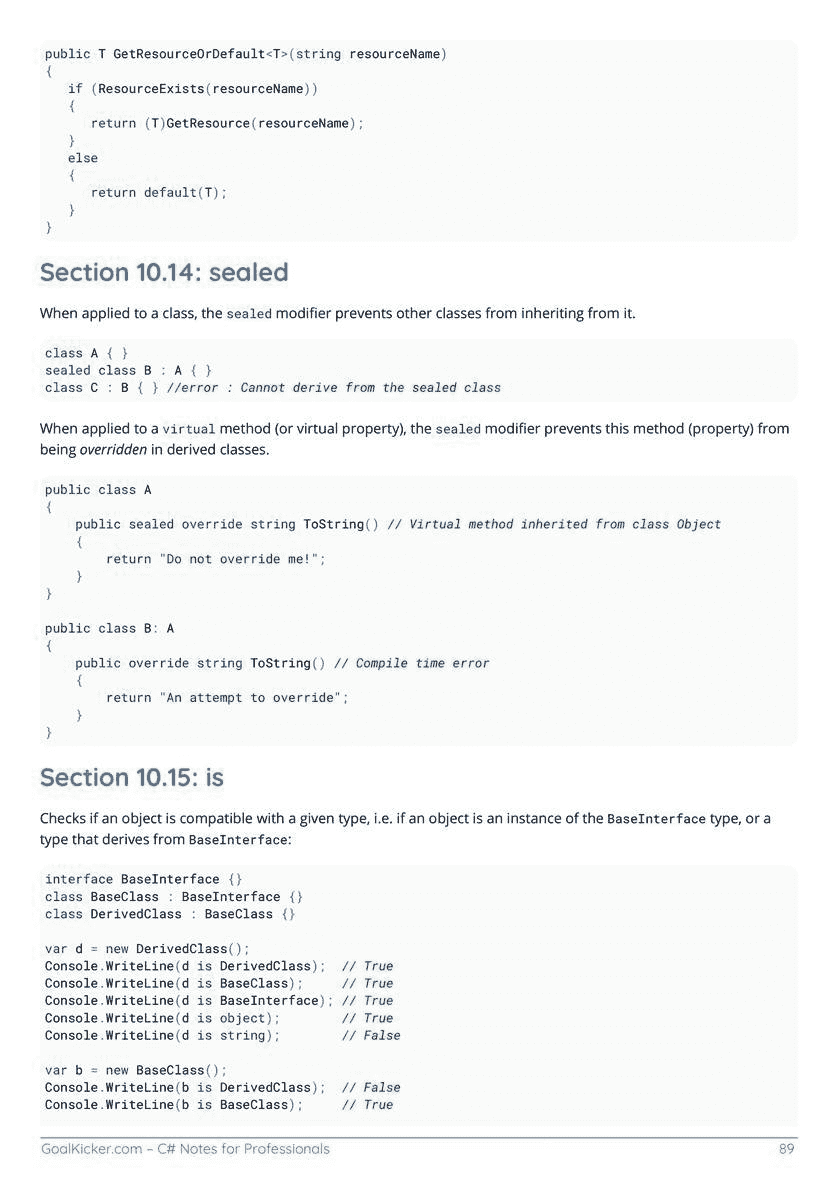 public T GetResourceOrDefault<T>(string resourceName)
{
   if (ResourceExists(resourceName))
   {
      return (T)GetResource(resourceName);
   }
   else
   {
      return default(T);
   }
}
Section 10.14: sealed
When applied to a class, the sealed modifier prevents other classes from inheriting from it.
class A { }
sealed class B : A { }
class C : B { } //error : Cannot derive from the sealed class
When applied to a virtual method (or virtual property), the sealed modifier prevents this method (property) from
being overridden in derived classes.
public class A
{
    public sealed override string ToString() // Virtual method inherited from class Object
    {
        return "Do not override me!";
    }
}
public class B: A
{
    public override string ToString() // Compile time error
    {
        return "An attempt to override";
    }
}
Section 10.15: is
Checks if an object is compatible with a given type, i.e. if an object is an instance of the BaseInterface type, or a
type that derives from BaseInterface:
interface BaseInterface {}
class BaseClass : BaseInterface {}
class DerivedClass : BaseClass {}
var d = new DerivedClass();
Console.WriteLine(d is DerivedClass);  // True
Console.WriteLine(d is BaseClass);     // True
Console.WriteLine(d is BaseInterface); // True
Console.WriteLine(d is object);        // True
Console.WriteLine(d is string);        // False
var b = new BaseClass();
Console.WriteLine(b is DerivedClass);  // False
Console.WriteLine(b is BaseClass);     // True
GoalKicker.com – C# Notes for Professionals 89